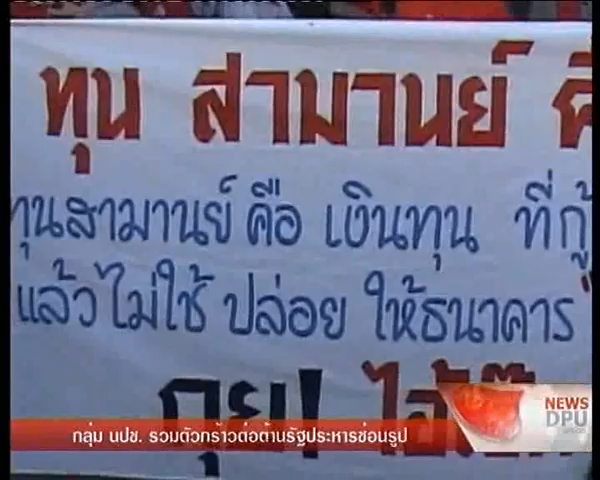 ทุน สามานย์ คื
ทุนสามานย์ คือ เงินทุน ที่กู้
แล้วไม่ใช้ ปล่อย ให้ธนาคาร "
กุย! ไอ้
กลุ่ม นปช. รวมตัวกร้าวต่อต้านรัฐประหารซ่อนรูป
NEWS
DPU